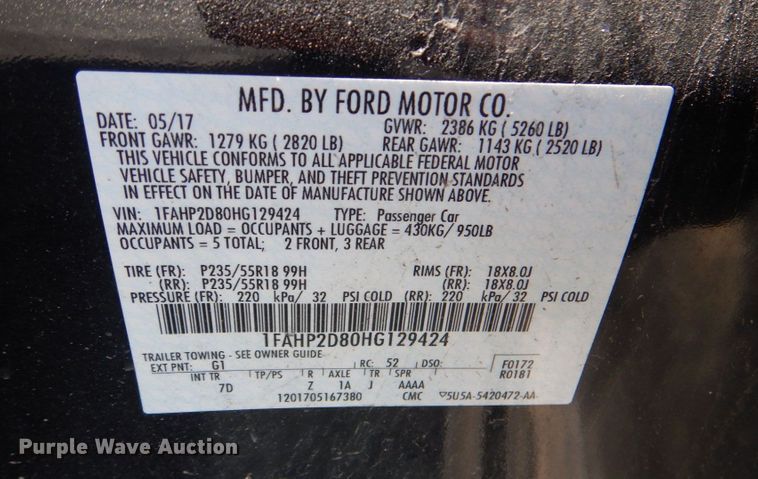 MFD. BY FORD MOTOR CO.
DATE: 05/17 GVWR: 2386 KG ( 5260 LB)
FRONT GAWR: 1279 KG ( 2820 LB) REAR GAWR: 1143 KG ( 2520 LB)
THIS VEHICLE CONFORMS TO ALL APPLICABLE FEDERAL MOTOR
VEHICLE SAFETY, BUMPER, AND THEFT PREVENTION STANDARDS
IN EFFECT ON THE DATE OF MANUFACTURE SHOWN ABOVE.
VIN: 1FAHP2D80HG129424 TYPE: Passenger Car
MAXIMUM LOAD = OCCUPANTS + LUGGAGE = 430KG/ 950LB
OCCUPANTS = 5 TOTAL; 2 FRONT, 3 REAR
TIRE (FR): P235/55R18 99H RIMS (FR): 18X8.0J
(RR): P235/55R18 99H (RR): 18X8.0J
PRESSURE (FR): 220 kPa/ 32 PSI COLD (RR): 220 kPa/ 32 PSI COLD
1FAHP2D80HG129424
TRAILER TOWING - SEE OWNER GUIDE
EXT PNT: G1 RC: 52 DSO: F0172
R0181
INT TR TP/PS R AXLE TR SPR
7D Z 1A J AAAA
1201705167380 CMC ▽5U5A-5420472-AA
Purple Wave Auction®